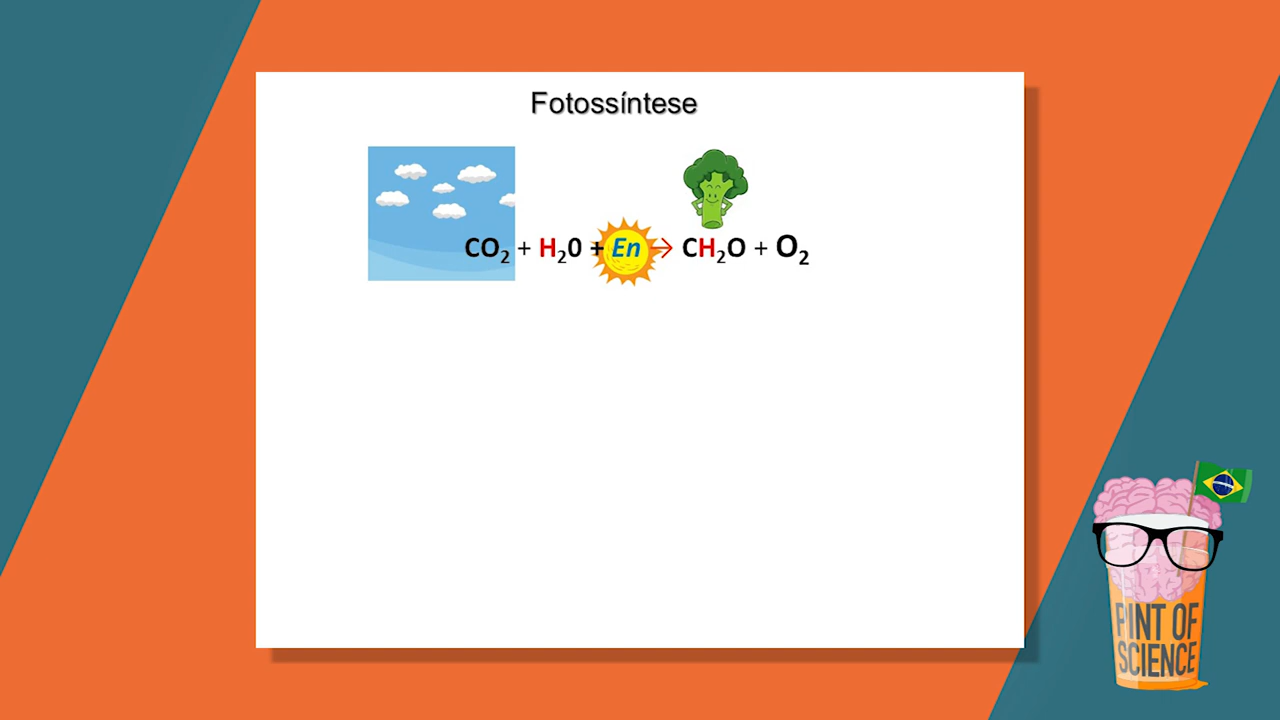 Fotossíntese
CO₂ + H₂0 + En → CH₂O + O₂
PINT OF
SCIENCE